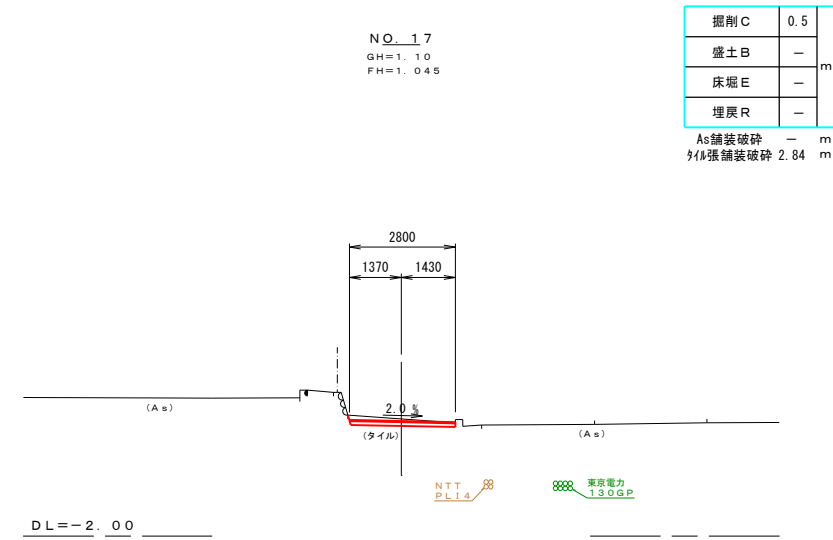 NO. 17
GH=1. 10
FH=1. 045
掘削C 0.5
盛土B －
m
床掘E －
埋戻R －
As舗装破砕 － m
ﾀｲﾙ張舗装破砕 2.84 m
2800
1370 1430
(As)
2.0 %
(タイル)
(As)
NTT
PLI4
東京電力
130GP
DL=－2. 00